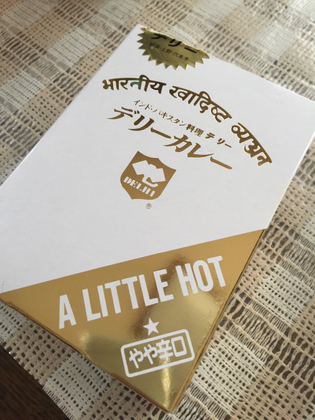 デリー
भारतीय स्वादिष्ट व्यञ्जन
インド・パキスタン料理 デリー
デリーカレー
DELHI
®
A LITTLE HOT
★
やや辛口